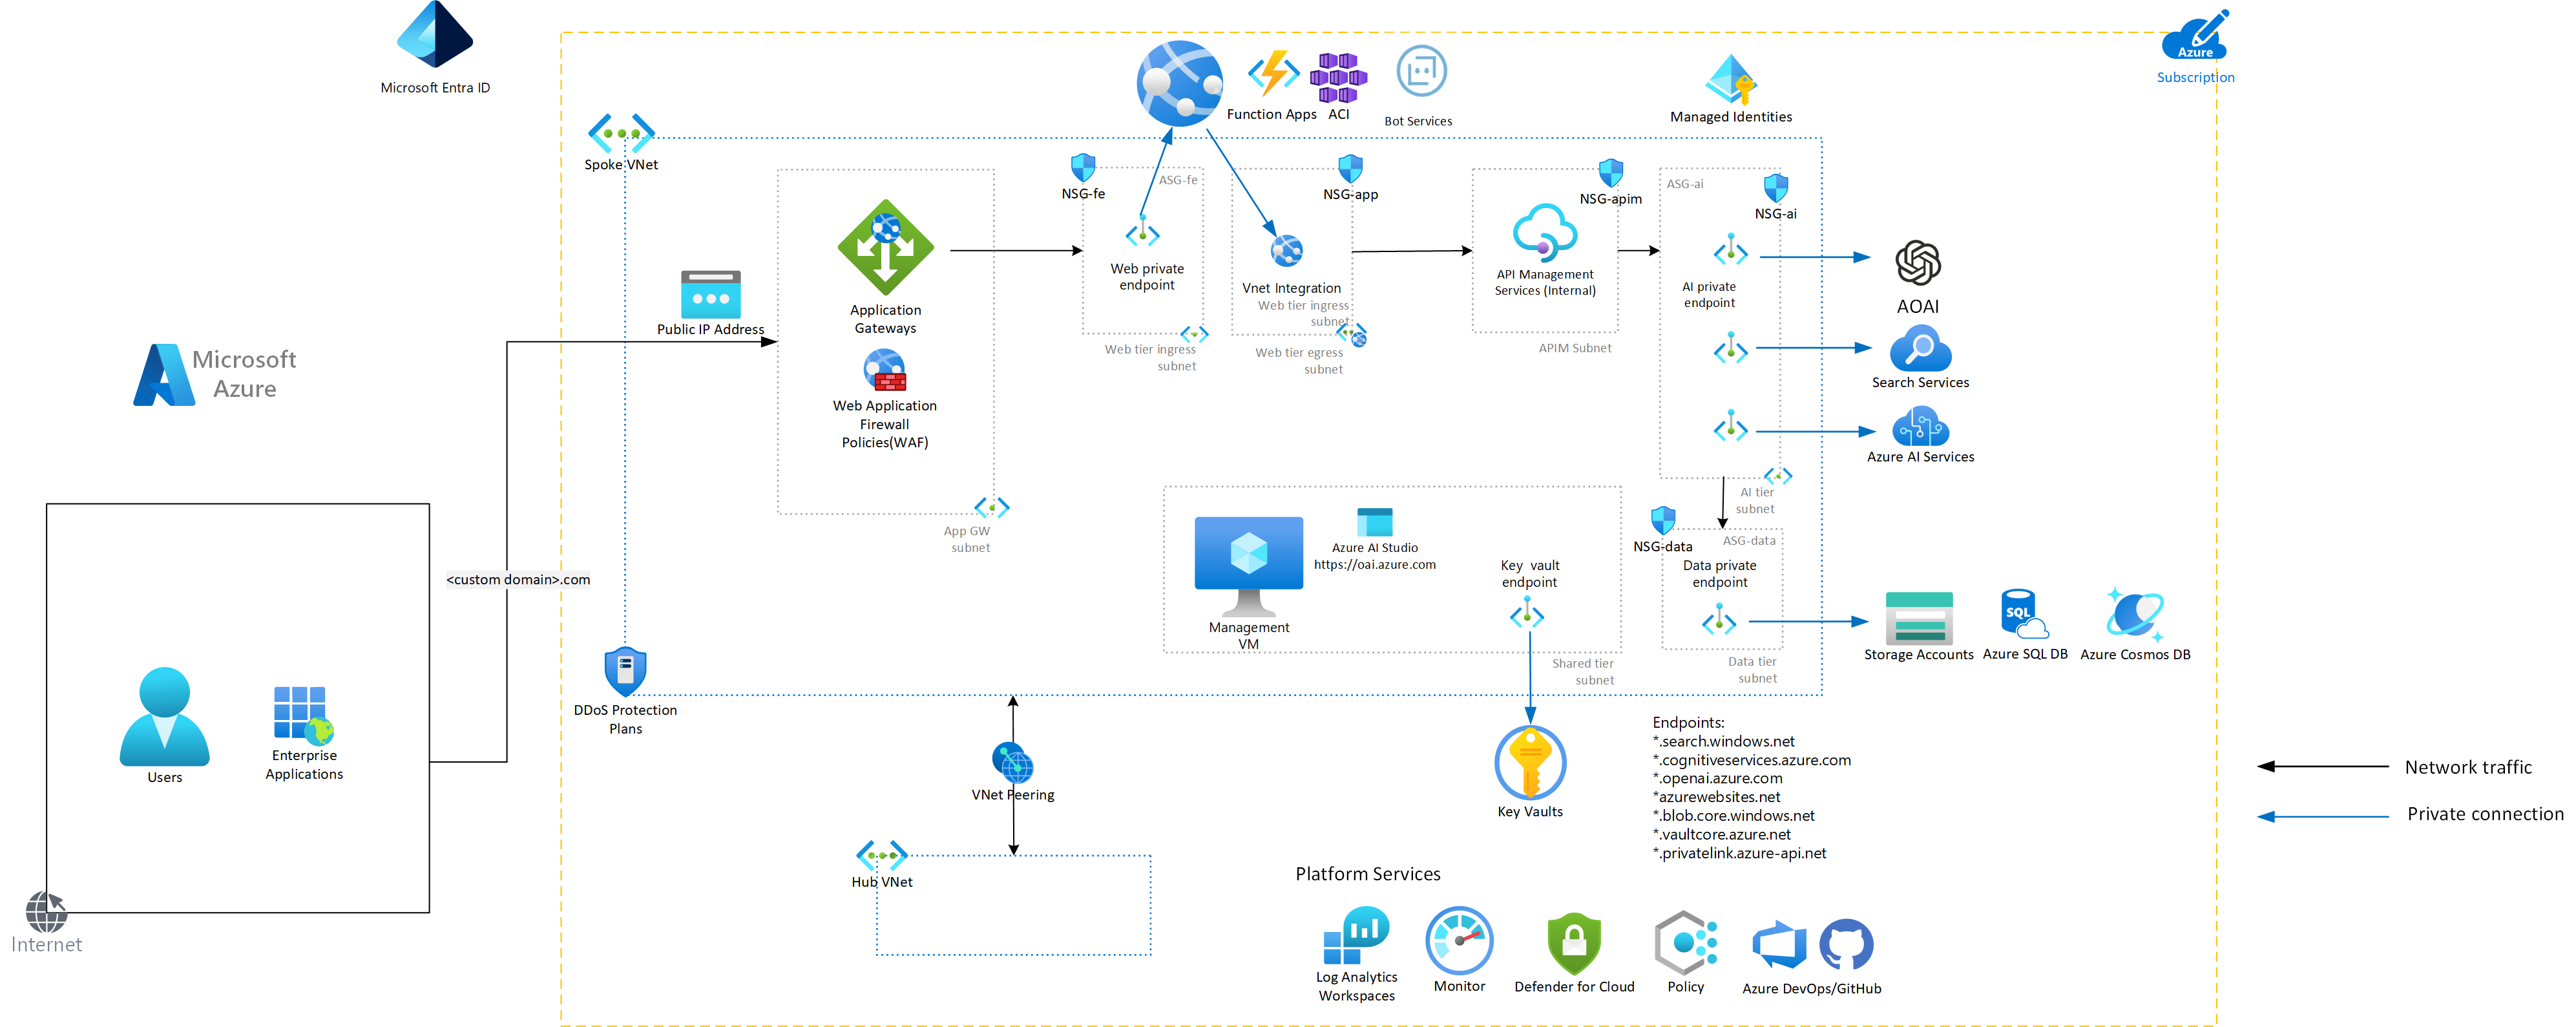 Microsoft Entra ID
Azure
Subscription
Function Apps
ACI
Bot Services
Managed Identities
Spoke VNet
NSG-fe
ASG-fe
NSG-app
NSG-apim
ASG-ai
NSG-ai
Web private
endpoint
Vnet Integration
Web tier ingress
subnet
API Management
Services (Internal)
AI private
endpoint
AOAI
Application
Gateways
Public IP Address
Web tier ingress
subnet
Web tier egress
subnet
APIM Subnet
Microsoft
Azure
Search Services
Web Application
Firewall
Policies(WAF)
Azure AI Services
AI tier
subnet
App GW
subnet
NSG-data
ASG-data
Azure AI Studio
https://oai.azure.com
Key vault
endpoint
Data private
endpoint
<custom domain>.com
Management
VM
SQL
Storage Accounts
Azure SQL DB
Azure Cosmos DB
Shared tier
subnet
Data tier
subnet
DDoS Protection
Plans
Users
Enterprise
Applications
VNet Peering
Key Vaults
Endpoints:
*.search.windows.net
*.cognitiveservices.azure.com
*.openai.azure.com
*azurewebsites.net
*.blob.core.windows.net
*.vaultcore.azure.net
*.privatelink.azure-api.net
Network traffic
Private connection
Hub VNet
Internet
Platform Services
Log Analytics
Workspaces
Monitor
Defender for Cloud
Policy
Azure DevOps/GitHub